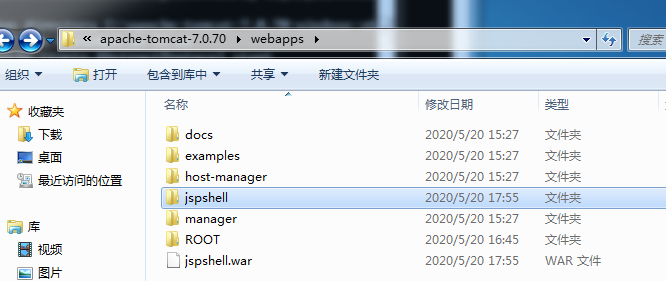 « apache-tomcat-7.0.70 ▸ webapps ▸ 搜索
组织 打开 包含到库中 共享 新建文件夹
收藏夹
下载
桌面
最近访问的位置
库
视频
图片
名称 修改日期 类型
docs 2020/5/20 15:27 文件夹
examples 2020/5/20 15:27 文件夹
host-manager 2020/5/20 15:27 文件夹
jspshell 2020/5/20 17:55 文件夹
manager 2020/5/20 15:27 文件夹
ROOT 2020/5/20 16:45 文件夹
jspshell.war 2020/5/20 17:55 WAR 文件